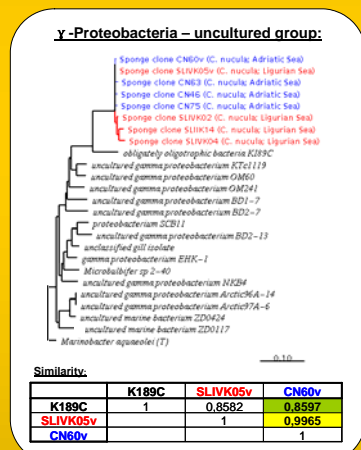 γ-Proteobacteria – uncultured group:
Sponge clone CN60v (C. nucula; Adriatic Sea)
Sponge clone SLIVK05v (C. nucula; Ligurian Sea)
Sponge clone CN63 (C. nucula; Adriatic Sea)
Sponge clone CN46 (C. nucula; Adriatic Sea)
Sponge clone CN75 (C. nucula; Adriatic Sea)
Sponge clone SLIVK02 (C. nucula; Ligurian Sea)
Sponge clone SLIIK14 (C. nucula; Ligurian Sea)
Sponge clone SLIVK04 (C. nucula; Ligurian Sea)
obligately oligotrophic bacteria KI89C
uncultured gamma proteobacterium KTc1119
uncultured gamma proteobacterium OM60
uncultured gamma proteobacterium OM241
uncultured gamma proteobacterium BD1-7
uncultured gamma proteobacterium BD2-7
proteobacterium SCB11
uncultured gamma proteobacterium BD2-13
unclassified gill isolate
gamma proteobacterium EHK-1
Microbulbifer sp 2-40
uncultured gamma proteobacterium NKB4
uncultured gamma proteobacterium Arctic96A-14
uncultured gamma proteobacterium Arctic97A-6
uncultured marine bacterium ZD0424
uncultured marine bacterium ZD0117
Marinobacter aquaeolei (T)
0.10
Similarity:
K189C SLIVK05v CN60v
K189C 1 0,8582 0,8597
SLIVK05v 1 0,9965
CN60v 1